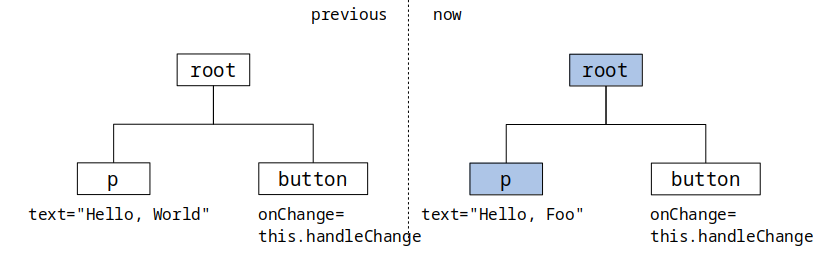 previous
now
root
root
p
button
p
button
text="Hello, World"
onChange=
this.handleChange
text="Hello, Foo"
onChange=
this.handleChange